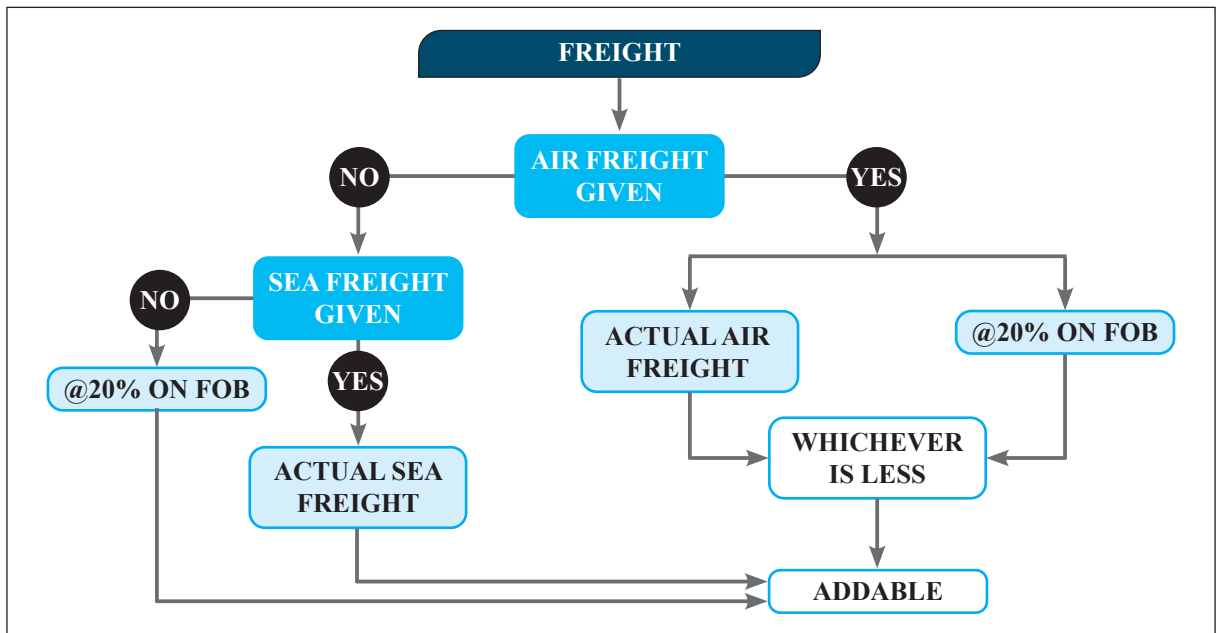 FREIGHT
AIR FREIGHT
GIVEN
NO
YES
SEA FREIGHT
GIVEN
NO
ACTUAL AIR
FREIGHT
@20% ON FOB
@20% ON FOB
YES
WHICHEVER
IS LESS
ACTUAL SEA
FREIGHT
ADDABLE